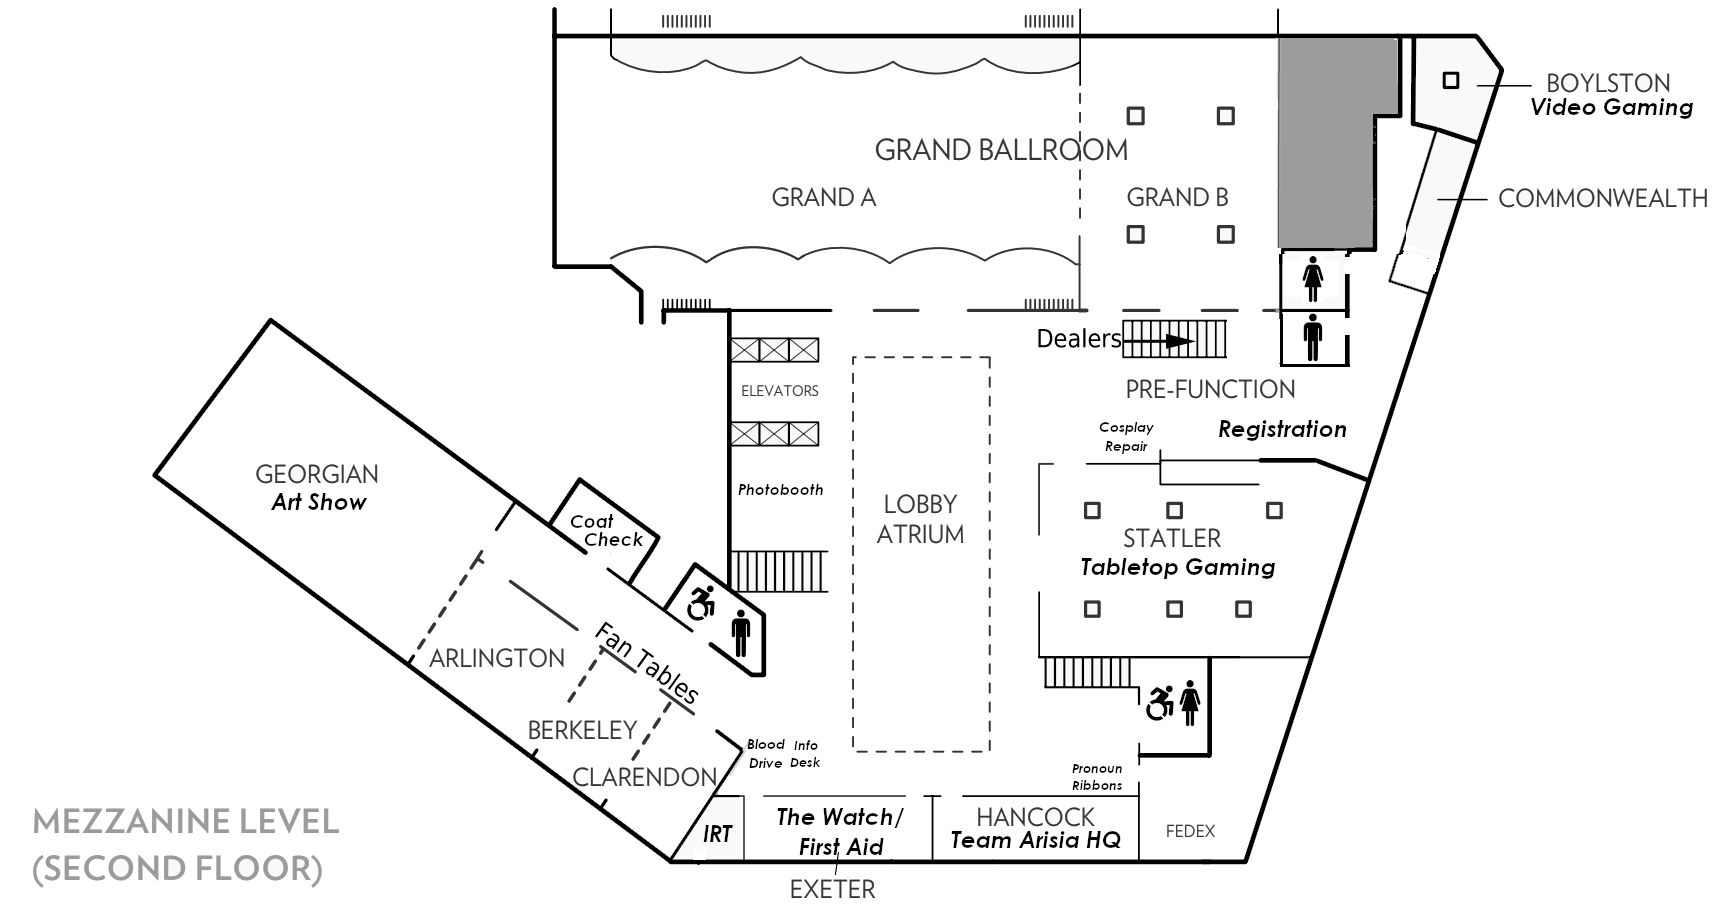 BOYLSTON
Video Gaming
GRAND BALLROOM
GRAND A
GRAND B
COMMONWEALTH
Dealers
ELEVATORS
PRE-FUNCTION
Cosplay
Repair
Registration
GEORGIAN
Art Show
Photobooth
LOBBY
ATRIUM
Coat
Check
STATLER
Tabletop Gaming
Fan Tables
ARLINGTON
BERKELEY
CLARENDON
Blood
Drive
Info
Desk
Pronoun
Ribbons
IRT
The Watch/
First Aid
HANCOCK
Team Arisia HQ
FEDEX
EXETER
MEZZANINE LEVEL
(SECOND FLOOR)